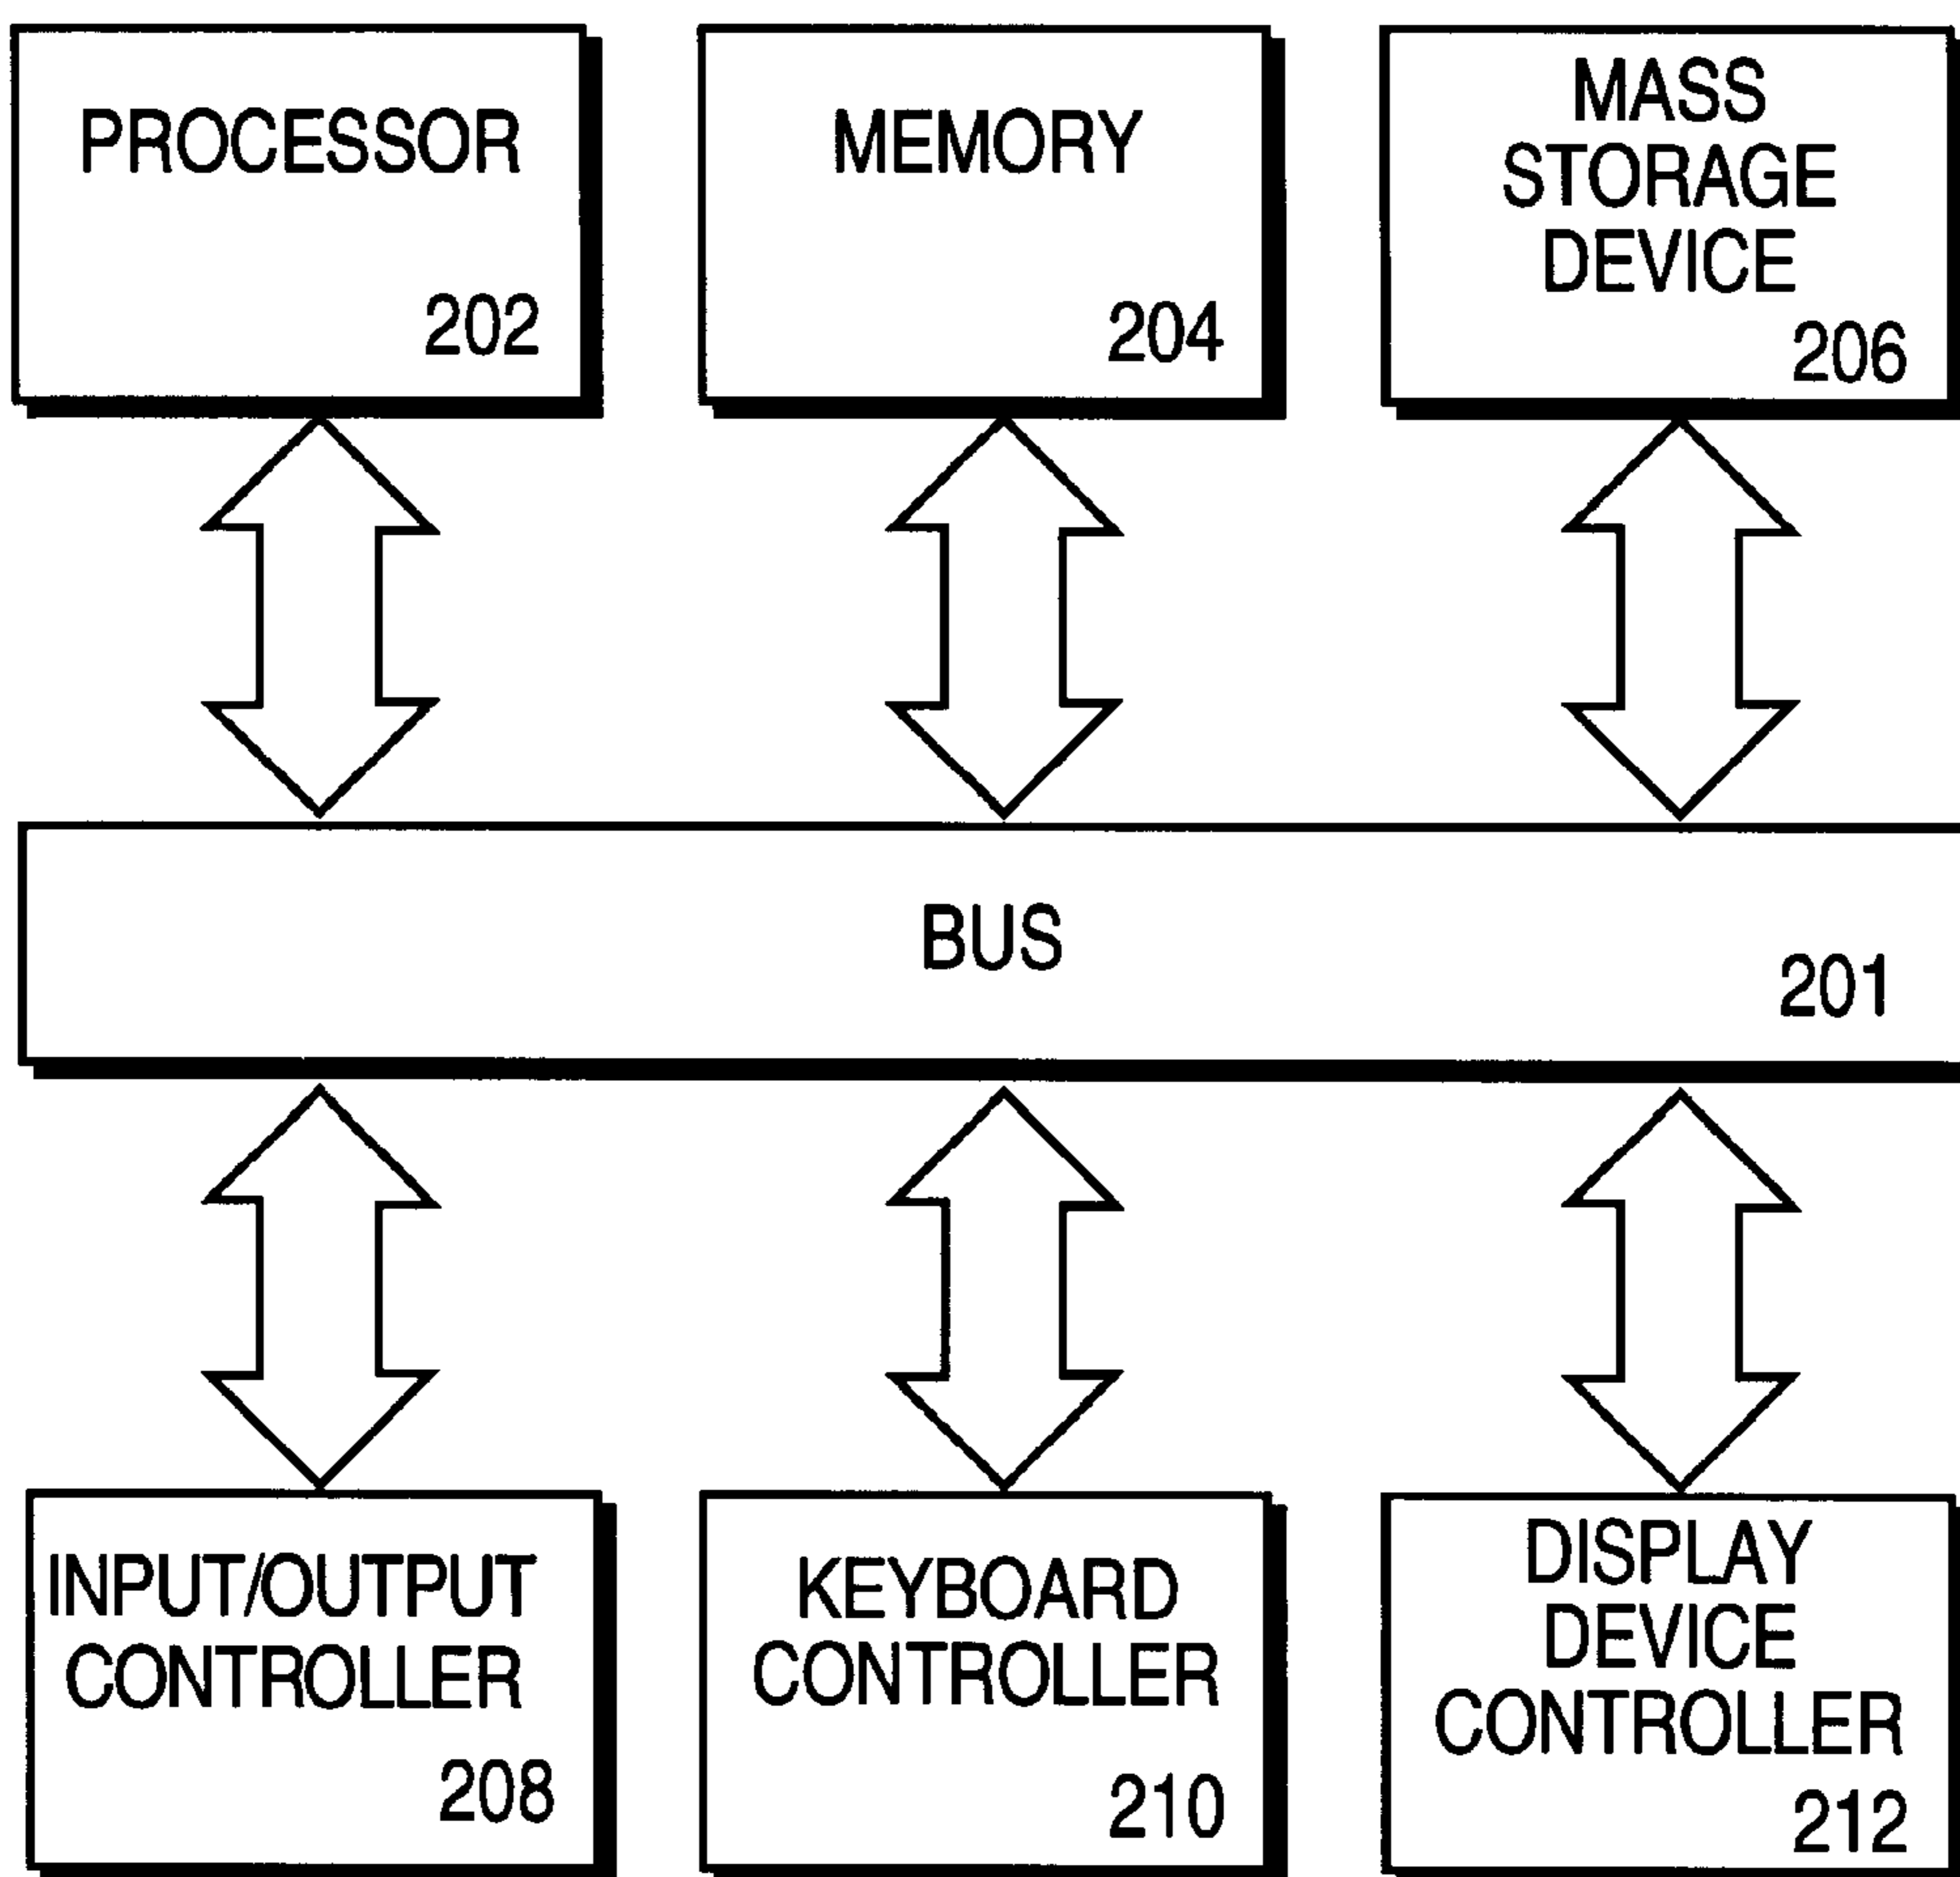 PROCESSOR
202
MEMORY
204
MASS
STORAGE
DEVICE
206
BUS
201
INPUT/OUTPUT
CONTROLLER
208
KEYBOARD
CONTROLLER
210
DISPLAY
DEVICE
CONTROLLER
212